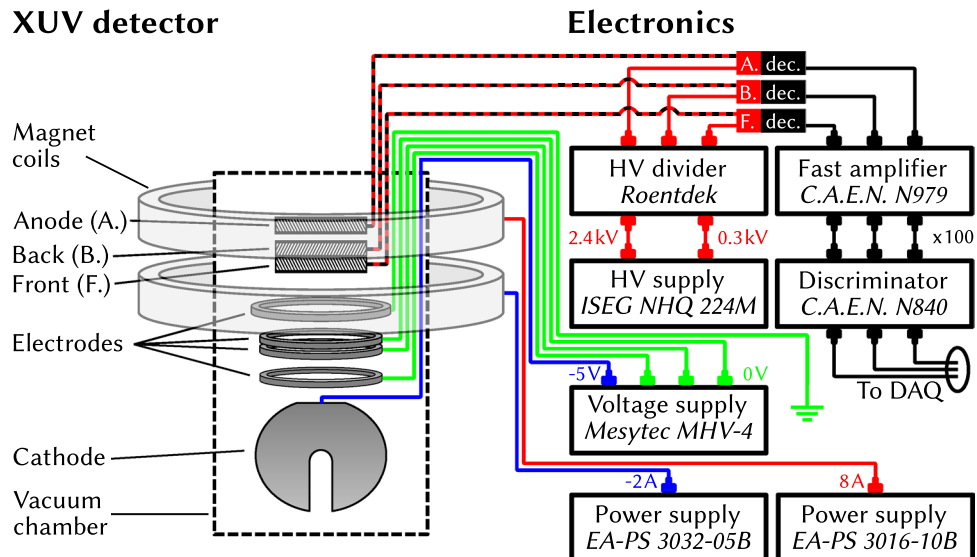 XUV detector
Electronics
Magnet
coils
Anode (A.)
Back (B.)
Front (F.)
Electrodes
Cathode
Vacuum
chamber
A. dec.
B. dec.
F. dec.
HV divider
Roentdek
Fast amplifier
C.A.E.N. N979
2.4kV
0.3kV
x100
HV supply
ISEG NHQ 224M
Discriminator
C.A.E.N. N840
To DAQ
-5V
0V
Voltage supply
Mesytec MHV-4
-2A
8A
Power supply
EA-PS 3032-05B
Power supply
EA-PS 3016-10B